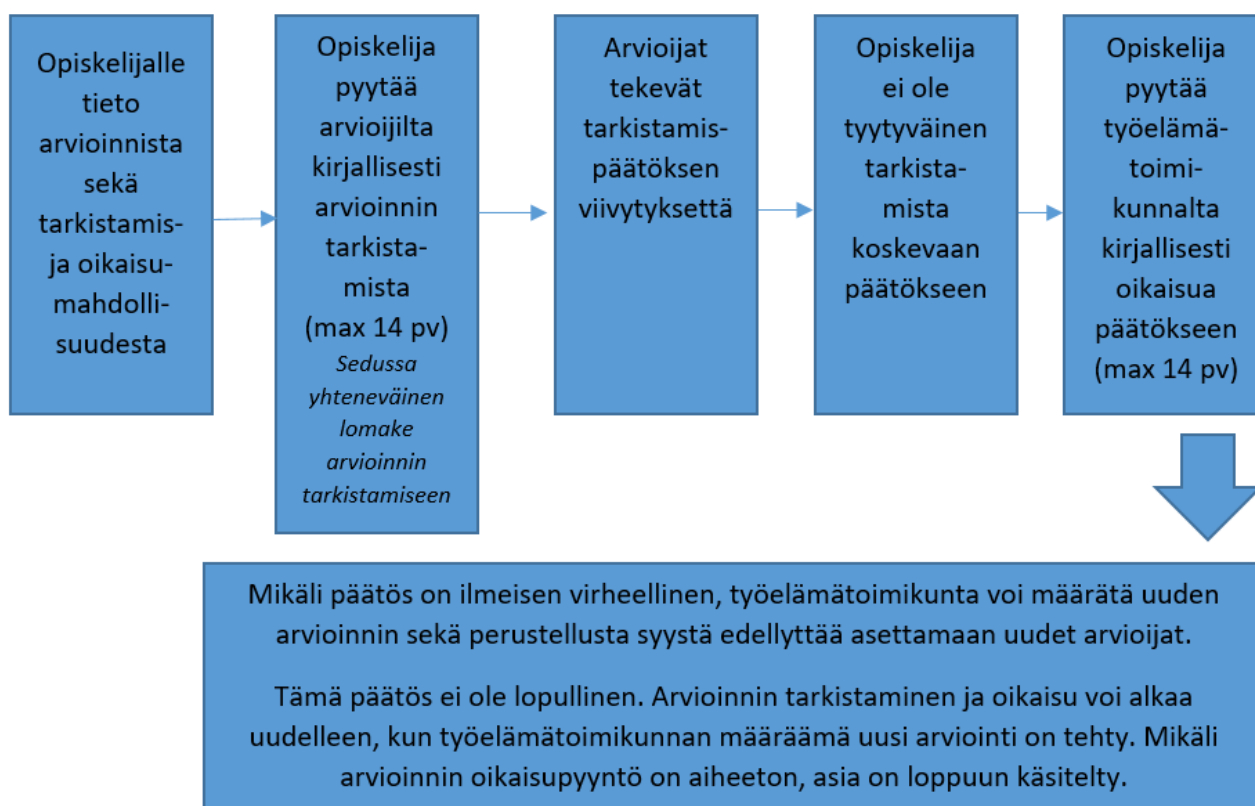 Opiskelijalle
tieto
arvioinnista
sekä
tarkistamis-
ja oikaisu-
mahdolli-
suudesta
Opiskelija
pyytää
arvioijilta
kirjallisesti
arvioinnin
tarkista-
mista
(max 14 pv)
Sedussa
yhteneväinen
lomake
arvioinnin
tarkistamiseen
Arvioijat
tekevät
tarkistamis-
päätöksen
viivytyksettä
Opiskelija
ei ole
tyytyväinen
tarkista-
mista
koskevaan
päätökseen
Opiskelija
pyytää
työelämä-
toimi-
kunnalta
kirjallisesti
oikaisua
päätökseen
(max 14 pv)
Mikäli päätös on ilmeisen virheellinen, työelämätoimikunta voi määrätä uuden
arvioinnin sekä perustellusta syystä edellyttää asettamaan uudet arvioijat.
Tämä päätös ei ole lopullinen. Arvioinnin tarkistaminen ja oikaisu voi alkaa
uudelleen, kun työelämätoimikunnan määräämä uusi arviointi on tehty. Mikäli
arvioinnin oikaisupyyntö on aiheeton, asia on loppuun käsitelty.